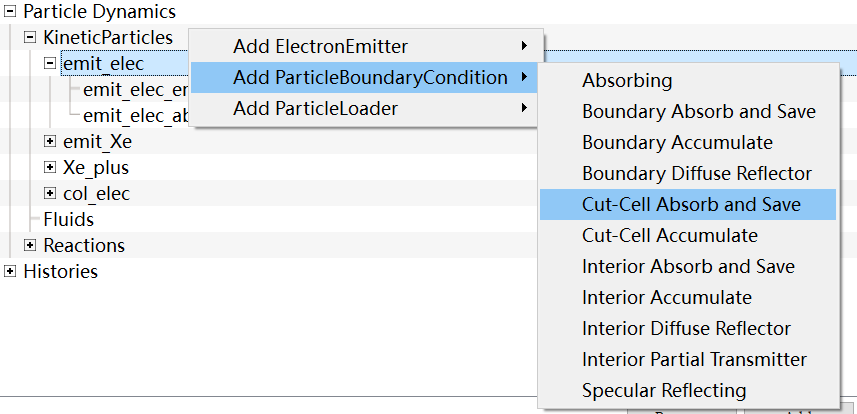 Particle Dynamics
KineticParticles
emit_elec
emit_elec_en
emit_elec_ab
emit_Xe
Xe_plus
col_elec
Fluids
Reactions
Histories
Add ElectronEmitter
Add ParticleBoundaryCondition
Add ParticleLoader
Absorbing
Boundary Absorb and Save
Boundary Accumulate
Boundary Diffuse Reflector
Cut-Cell Absorb and Save
Cut-Cell Accumulate
Interior Absorb and Save
Interior Accumulate
Interior Diffuse Reflector
Interior Partial Transmitter
Specular Reflecting